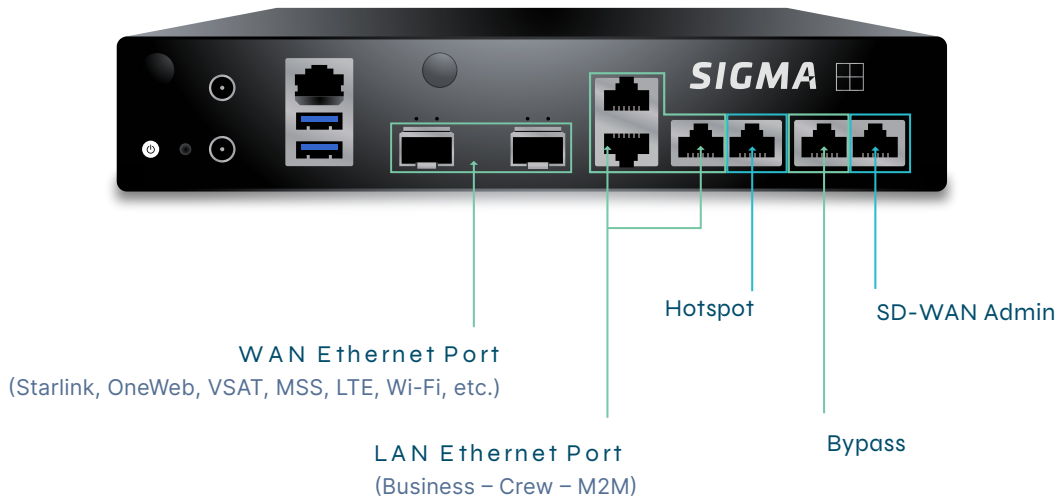 SIGMA
Hotspot
SD-WAN Admin
WAN Ethernet Port
(Starlink, OneWeb, VSAT, MSS, LTE, Wi-Fi, etc.)
Bypass
LAN Ethernet Port
(Business – Crew – M2M)